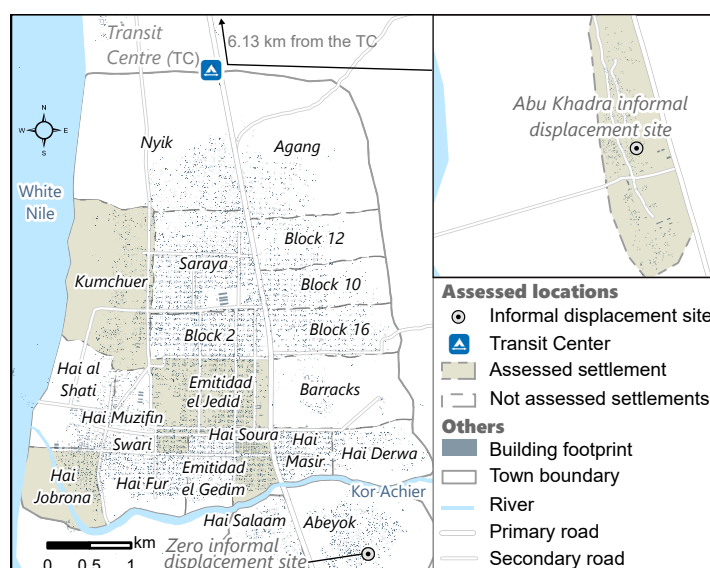 Transit
Centre (TC)
6.13 km from the TC
Abu Khadra informal
displacement site
N
W
E
S
Nyik
Agang
White
Nile
Block 12
Saraya
Kumchuer
Block 10
Block 2
Block 16
Hai al
Shati
Emitidad
el Jedid
Barracks
Hai Muzifin
Swari
Hai Soura
Hai
Masir
Hai Derwa
Hai
Jobrona
Hai Fur
Emitidad
el Gedim
Kor Achier
Hai Salaam
Abeyok
Zero informal
displacement site
km
0 0.5 1
Assessed locations
Informal displacement site
Transit Center
Assessed settlement
Not assessed settlements
Others
Building footprint
Town boundary
River
Primary road
Secondary road